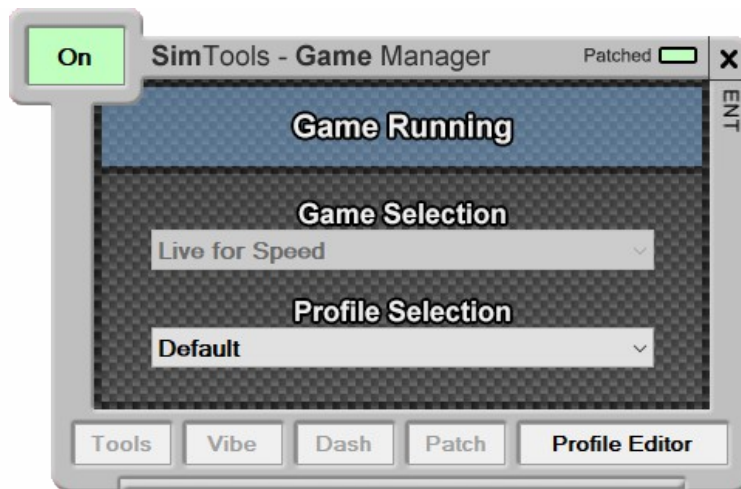 On
SimTools - Game Manager
Patched
ENT
Game Running
Game Selection
Live for Speed
Profile Selection
Default
Tools Vibe Dash Patch Profile Editor